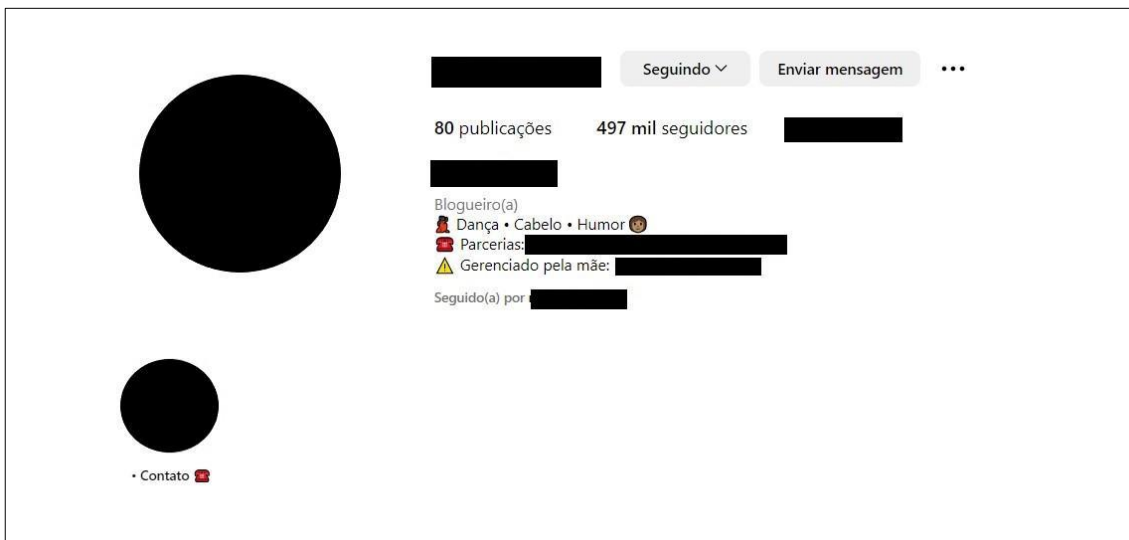 Seguindo Enviar mensagem
80 publicações 497 mil seguidores
Blogueiro(a)
Dança • Cabelo • Humor
Parcerias:
Gerenciado pela mãe:
Seguido(a) por
• Contato